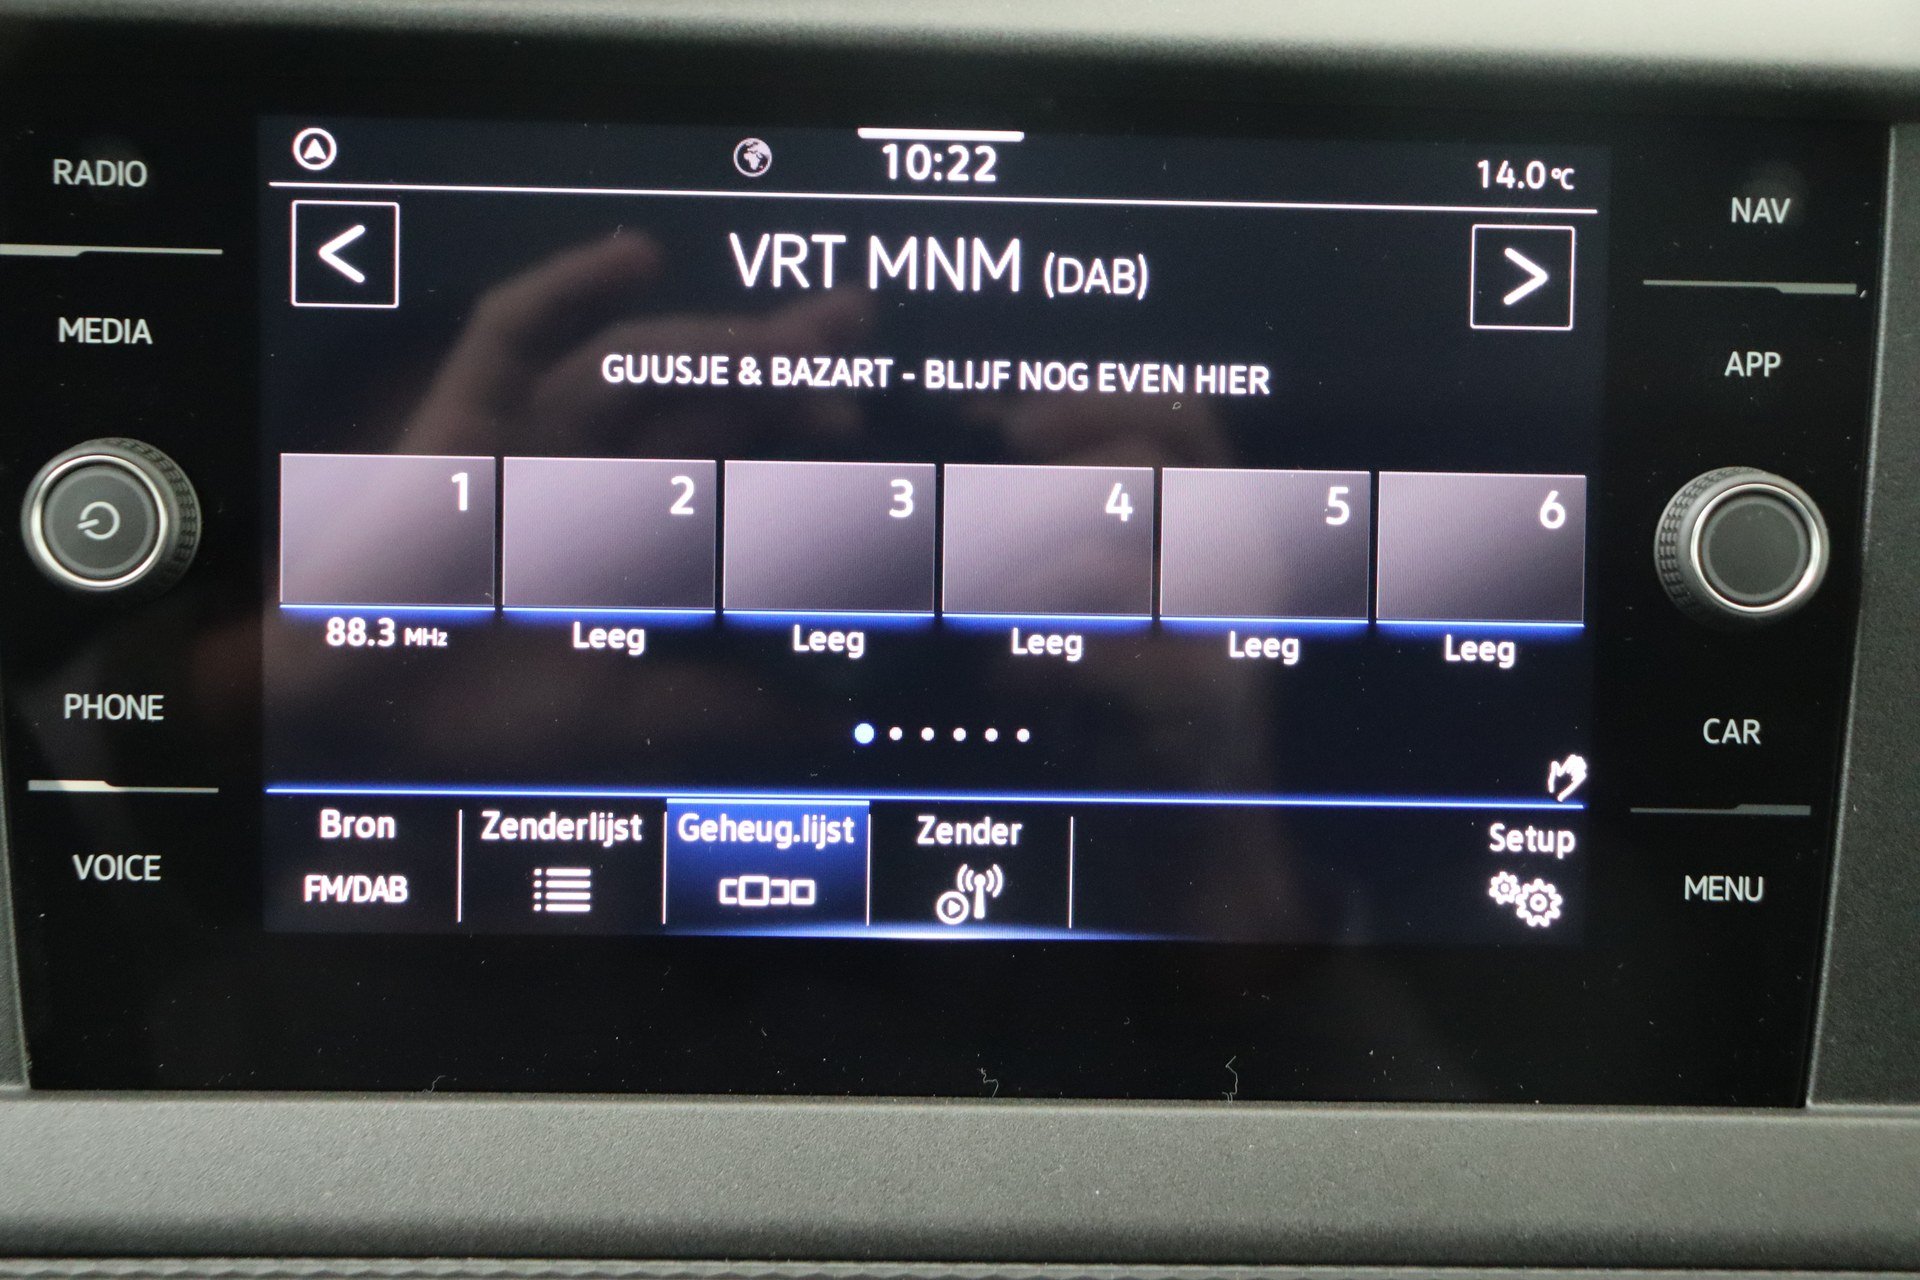 RADIO
MEDIA
PHONE
VOICE
10:22
14.0 °C
< VRT MNM (DAB) >
GUUSJE & BAZART - BLIJF NOG EVEN HIER
1 2 3 4 5 6
88.3 MHz Leeg Leeg Leeg Leeg Leeg
Bron Zenderlijst Geheug.lijst Zender Setup
FM/DAB
NAV
APP
CAR
MENU